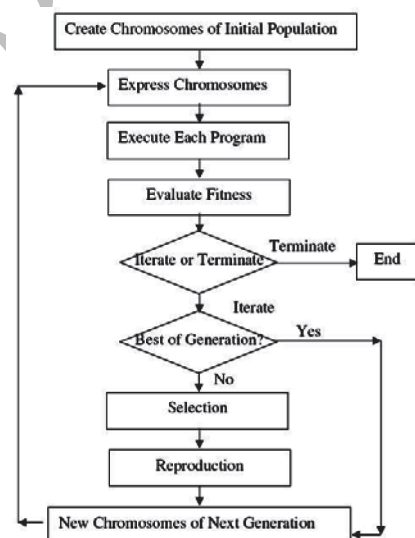 Create Chromosomes of Initial Population
Express Chromosomes
Execute Each Program
Evaluate Fitness
Iterate or Terminate
Terminate
End
Iterate
Best of Generation?
Yes
No
Selection
Reproduction
New Chromosomes of Next Generation